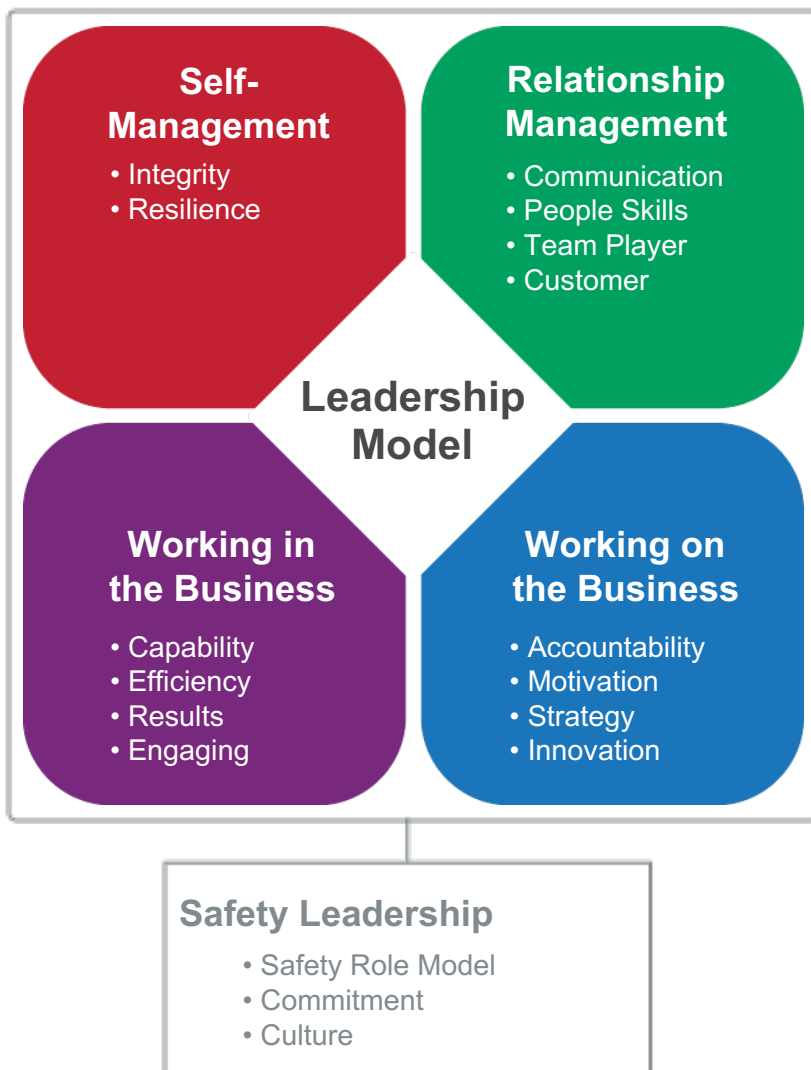 Self-
Management
• Integrity
• Resilience
Relationship
Management
• Communication
• People Skills
• Team Player
• Customer
Leadership
Model
Working in
the Business
• Capability
• Efficiency
• Results
• Engaging
Working on
the Business
• Accountability
• Motivation
• Strategy
• Innovation
Safety Leadership
• Safety Role Model
• Commitment
• Culture